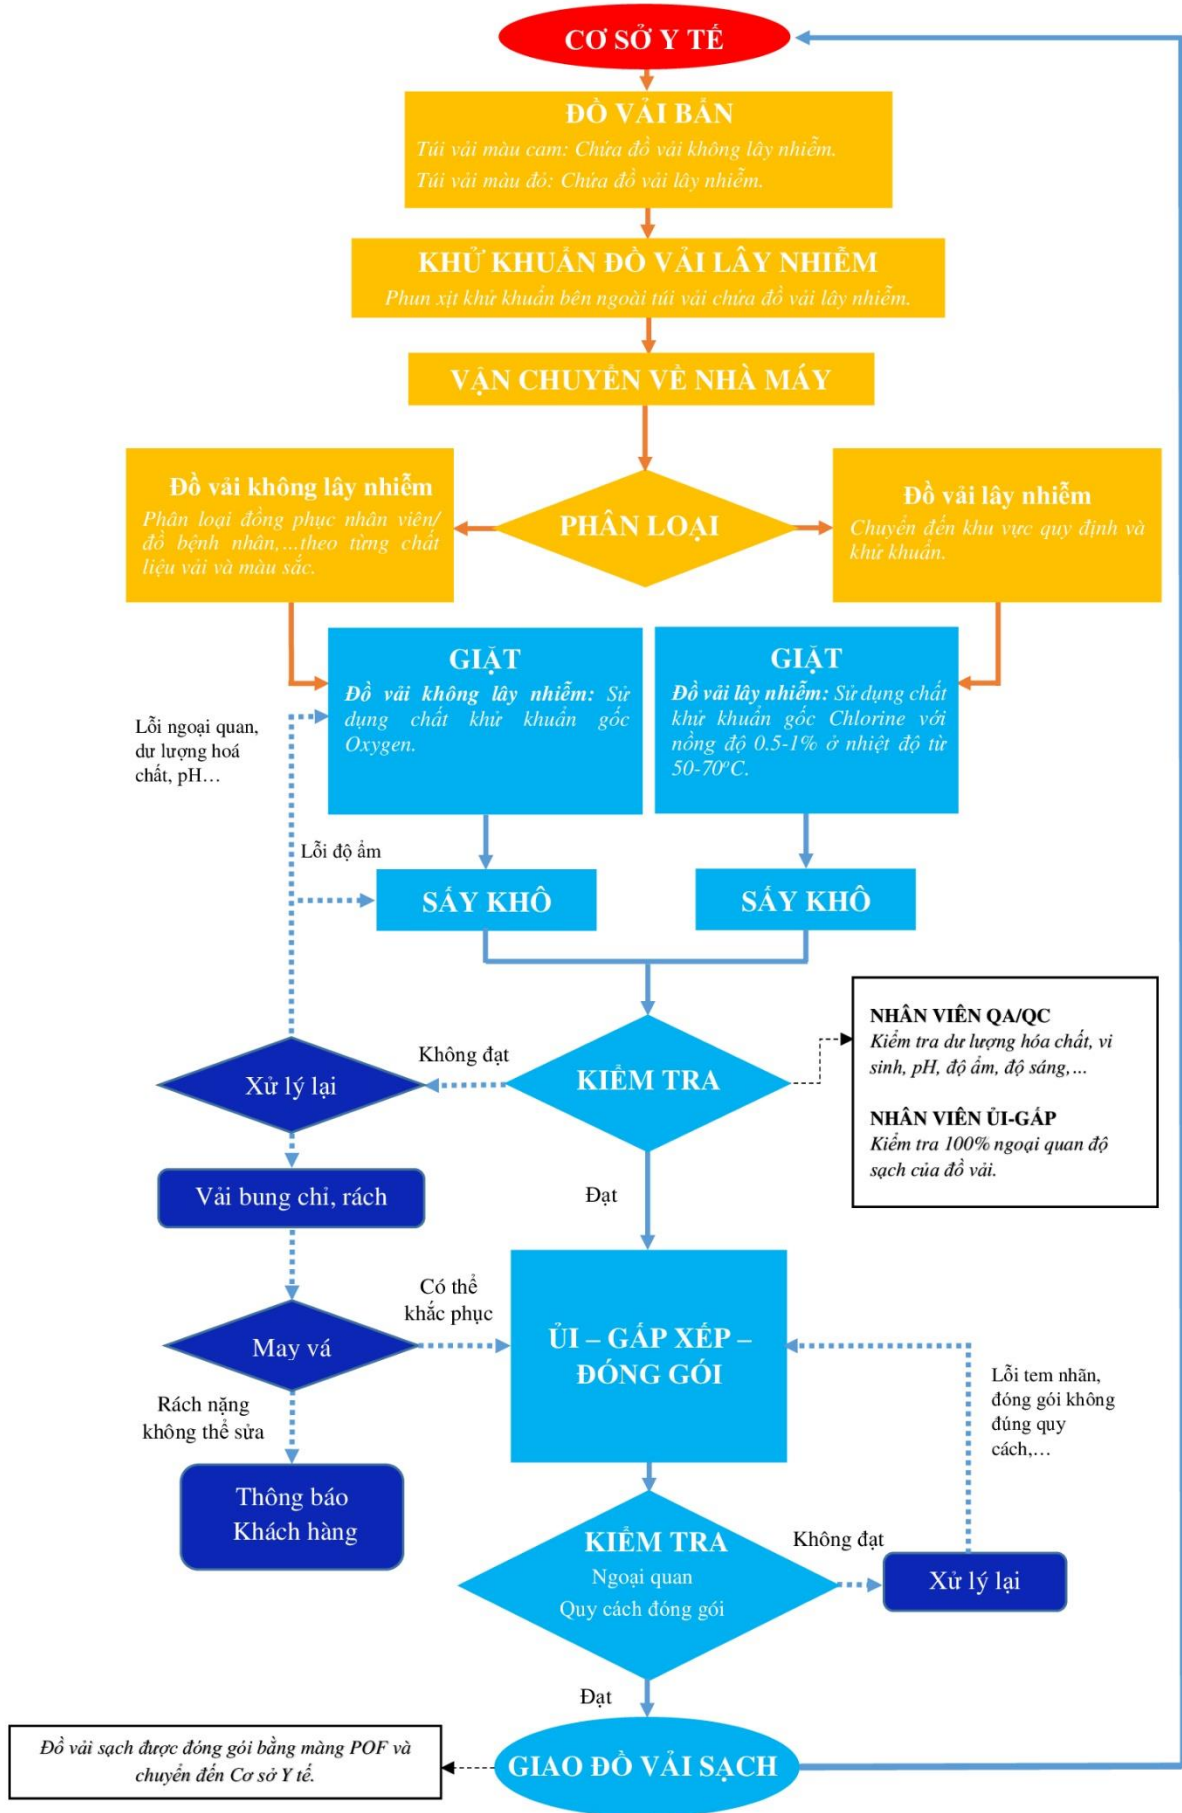 CƠ SỞ Y TẾ
ĐỒ VẢI BẨN
Túi vải màu cam: Chứa đồ vải không lây nhiễm.
Túi vải màu đỏ: Chứa đồ vải lây nhiễm.
KHỬ KHUẨN ĐỒ VẢI LÂY NHIỄM
Phun xịt khử khuẩn bên ngoài túi vải chứa đồ vải lây nhiễm.
VẬN CHUYỂN VỀ NHÀ MÁY
Đồ vải không lây nhiễm
Phân loại đồng phục nhân viên/
đồ bệnh nhân,...theo từng chất
liệu vải và màu sắc.
PHÂN LOẠI
Đồ vải lây nhiễm
Chuyển đến khu vực quy định và
khử khuẩn.
GIẶT
Đồ vải không lây nhiễm: Sử
dụng chất khử khuẩn gốc
Oxygen.
GIẶT
Đồ vải lây nhiễm: Sử dụng chất
khử khuẩn gốc Chlorine với
nồng độ 0.5-1% ở nhiệt độ từ
50-70°C.
Lỗi ngoại quan,
dư lượng hoá
chất, pH…
Lỗi độ ẩm
SẤY KHÔ
SẤY KHÔ
NHÂN VIÊN QA/QC
Kiểm tra dư lượng hóa chất, vi
sinh, pH, độ ẩm, độ sáng,...
NHÂN VIÊN ỦI-GẤP
Kiểm tra 100% ngoại quan độ
sạch của đồ vải.
KIỂM TRA
Không đạt
Xử lý lại
Vải bung chỉ, rách
Đạt
May vá
Có thể
khắc phục
Rách nặng
không thể sửa
Thông báo
Khách hàng
ỦI – GẤP XẾP –
ĐÓNG GÓI
Lỗi tem nhãn,
đóng gói không
đúng quy
cách,…
KIỂM TRA
Ngoại quan
Quy cách đóng gói
Không đạt
Xử lý lại
Đạt
GIAO ĐỒ VẢI SẠCH
Đồ vải sạch được đóng gói bằng màng POF và
chuyển đến Cơ sở Y tế.